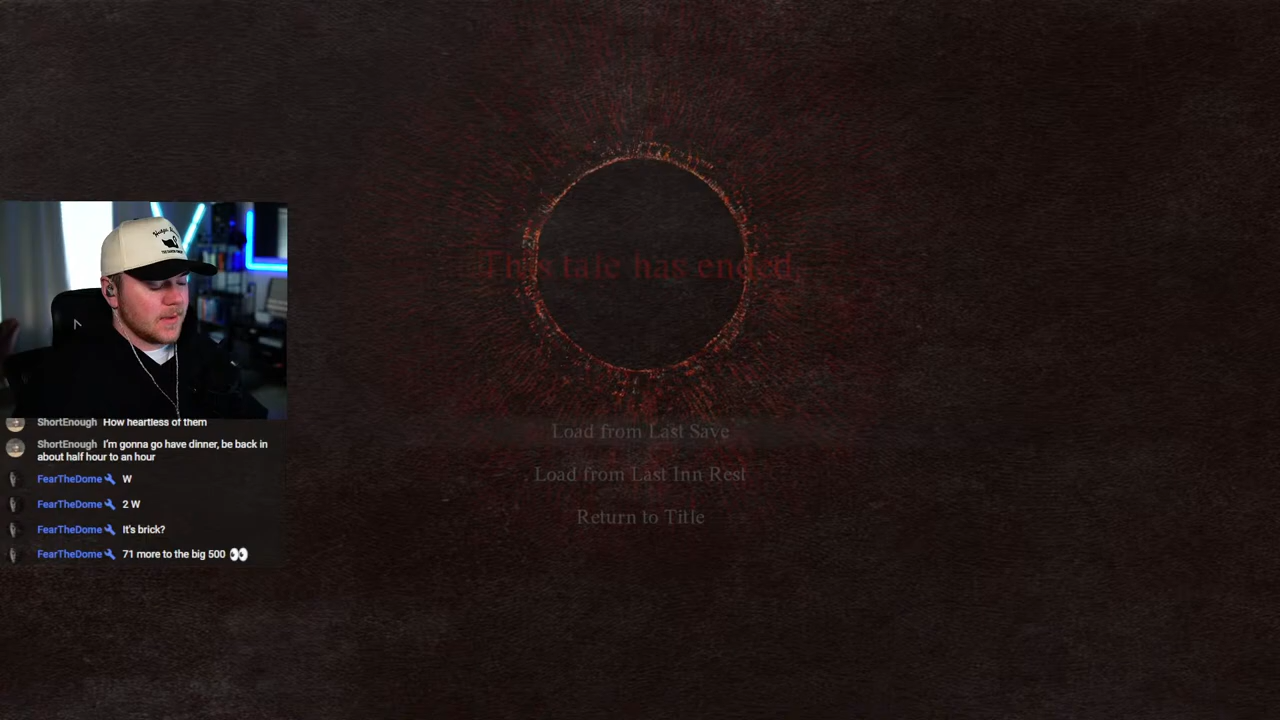 This tale has ended.
Load from Last Save
Load from Last Inn Rest
Return to Title
ShortEnough How heartless of them
ShortEnough I'm gonna go have dinner, be back in
about half hour to an hour
FearTheDome W
FearTheDome 2 W
FearTheDome It's brick?
FearTheDome 71 more to the big 500 👀